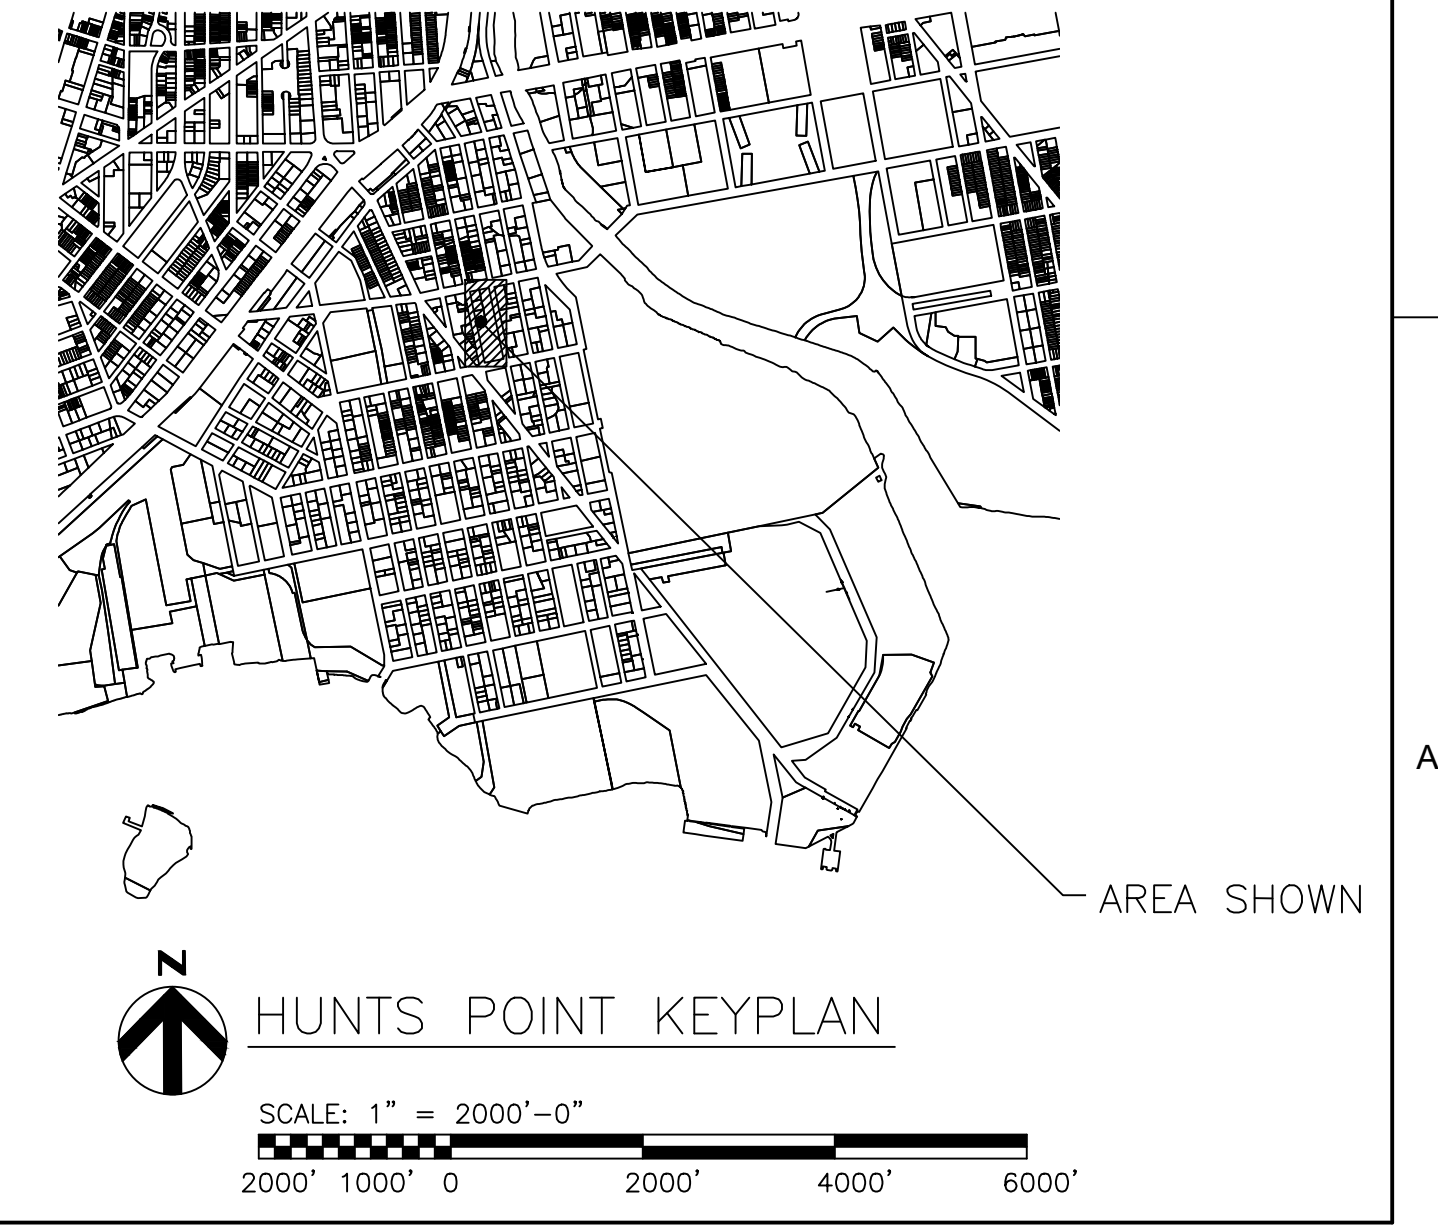 A
AREA SHOWN
N
HUNTS POINT KEYPLAN
SCALE: 1" = 2000'-0"
2000' 1000' 0 2000' 4000' 6000'